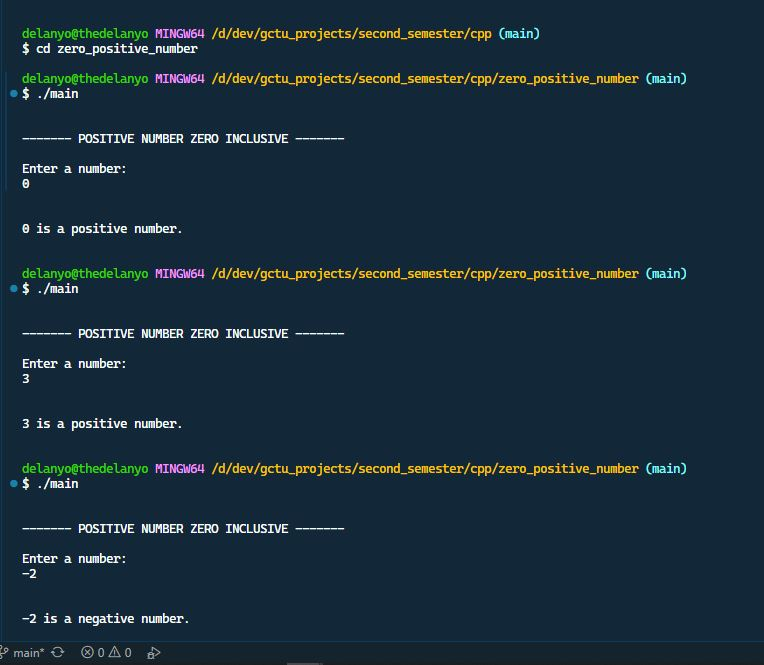 delanyo@thedelanyo MINGW64 /d/dev/gctu_projects/second_semester/cpp (main)
$ cd zero_positive_number
delanyo@thedelanyo MINGW64 /d/dev/gctu_projects/second_semester/cpp/zero_positive_number (main)
$ ./main
------- POSITIVE NUMBER ZERO INCLUSIVE -------
Enter a number:
0
0 is a positive number.
delanyo@thedelanyo MINGW64 /d/dev/gctu_projects/second_semester/cpp/zero_positive_number (main)
$ ./main
------- POSITIVE NUMBER ZERO INCLUSIVE -------
Enter a number:
3
3 is a positive number.
delanyo@thedelanyo MINGW64 /d/dev/gctu_projects/second_semester/cpp/zero_positive_number (main)
$ ./main
------- POSITIVE NUMBER ZERO INCLUSIVE -------
Enter a number:
-2
-2 is a negative number.
main* 0 0